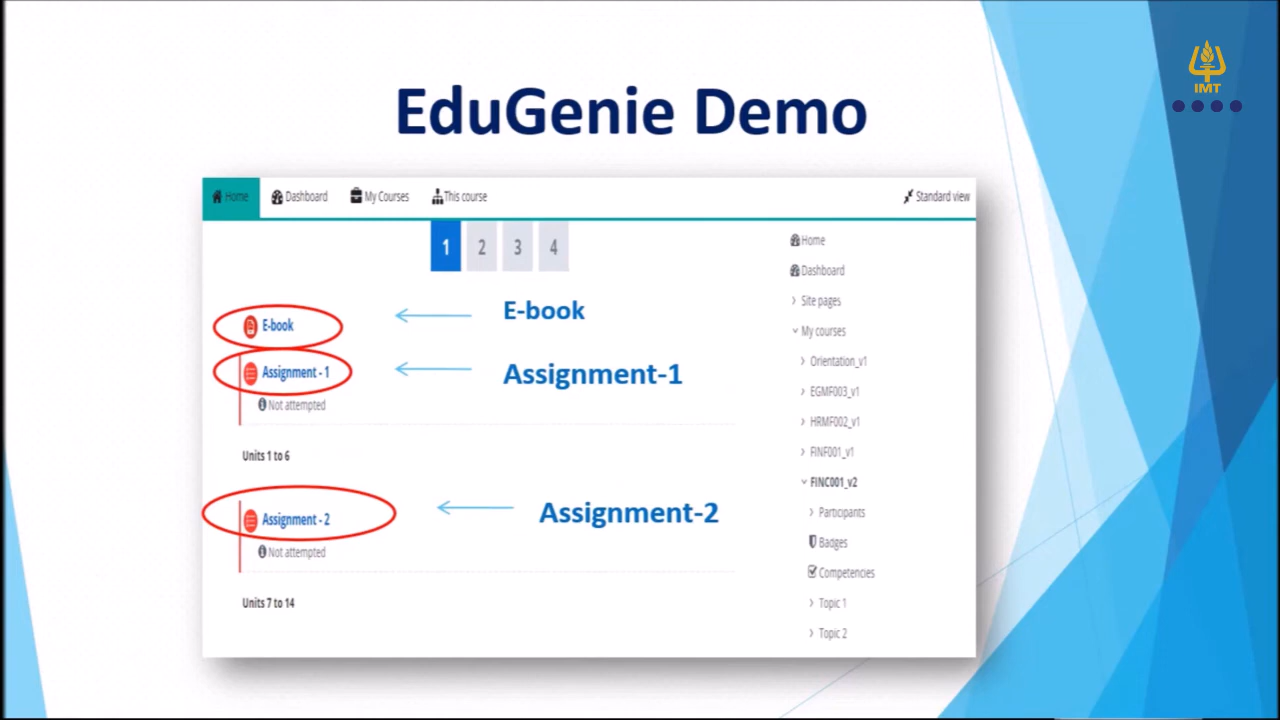 IMT
EduGenie Demo
Home Dashboard My Courses This course Standard view
1 2 3 4
E-book
E-book
Assignment - 1
Assignment-1
Not attempted
Units 1 to 6
Assignment - 2
Assignment-2
Not attempted
Units 7 to 14
Home
Dashboard
Site pages
My courses
Orientation_v1
EGMF003_v1
HRMF002_v1
FINF001_v1
FINC001_v2
Participants
Badges
Competencies
Topic 1
Topic 2